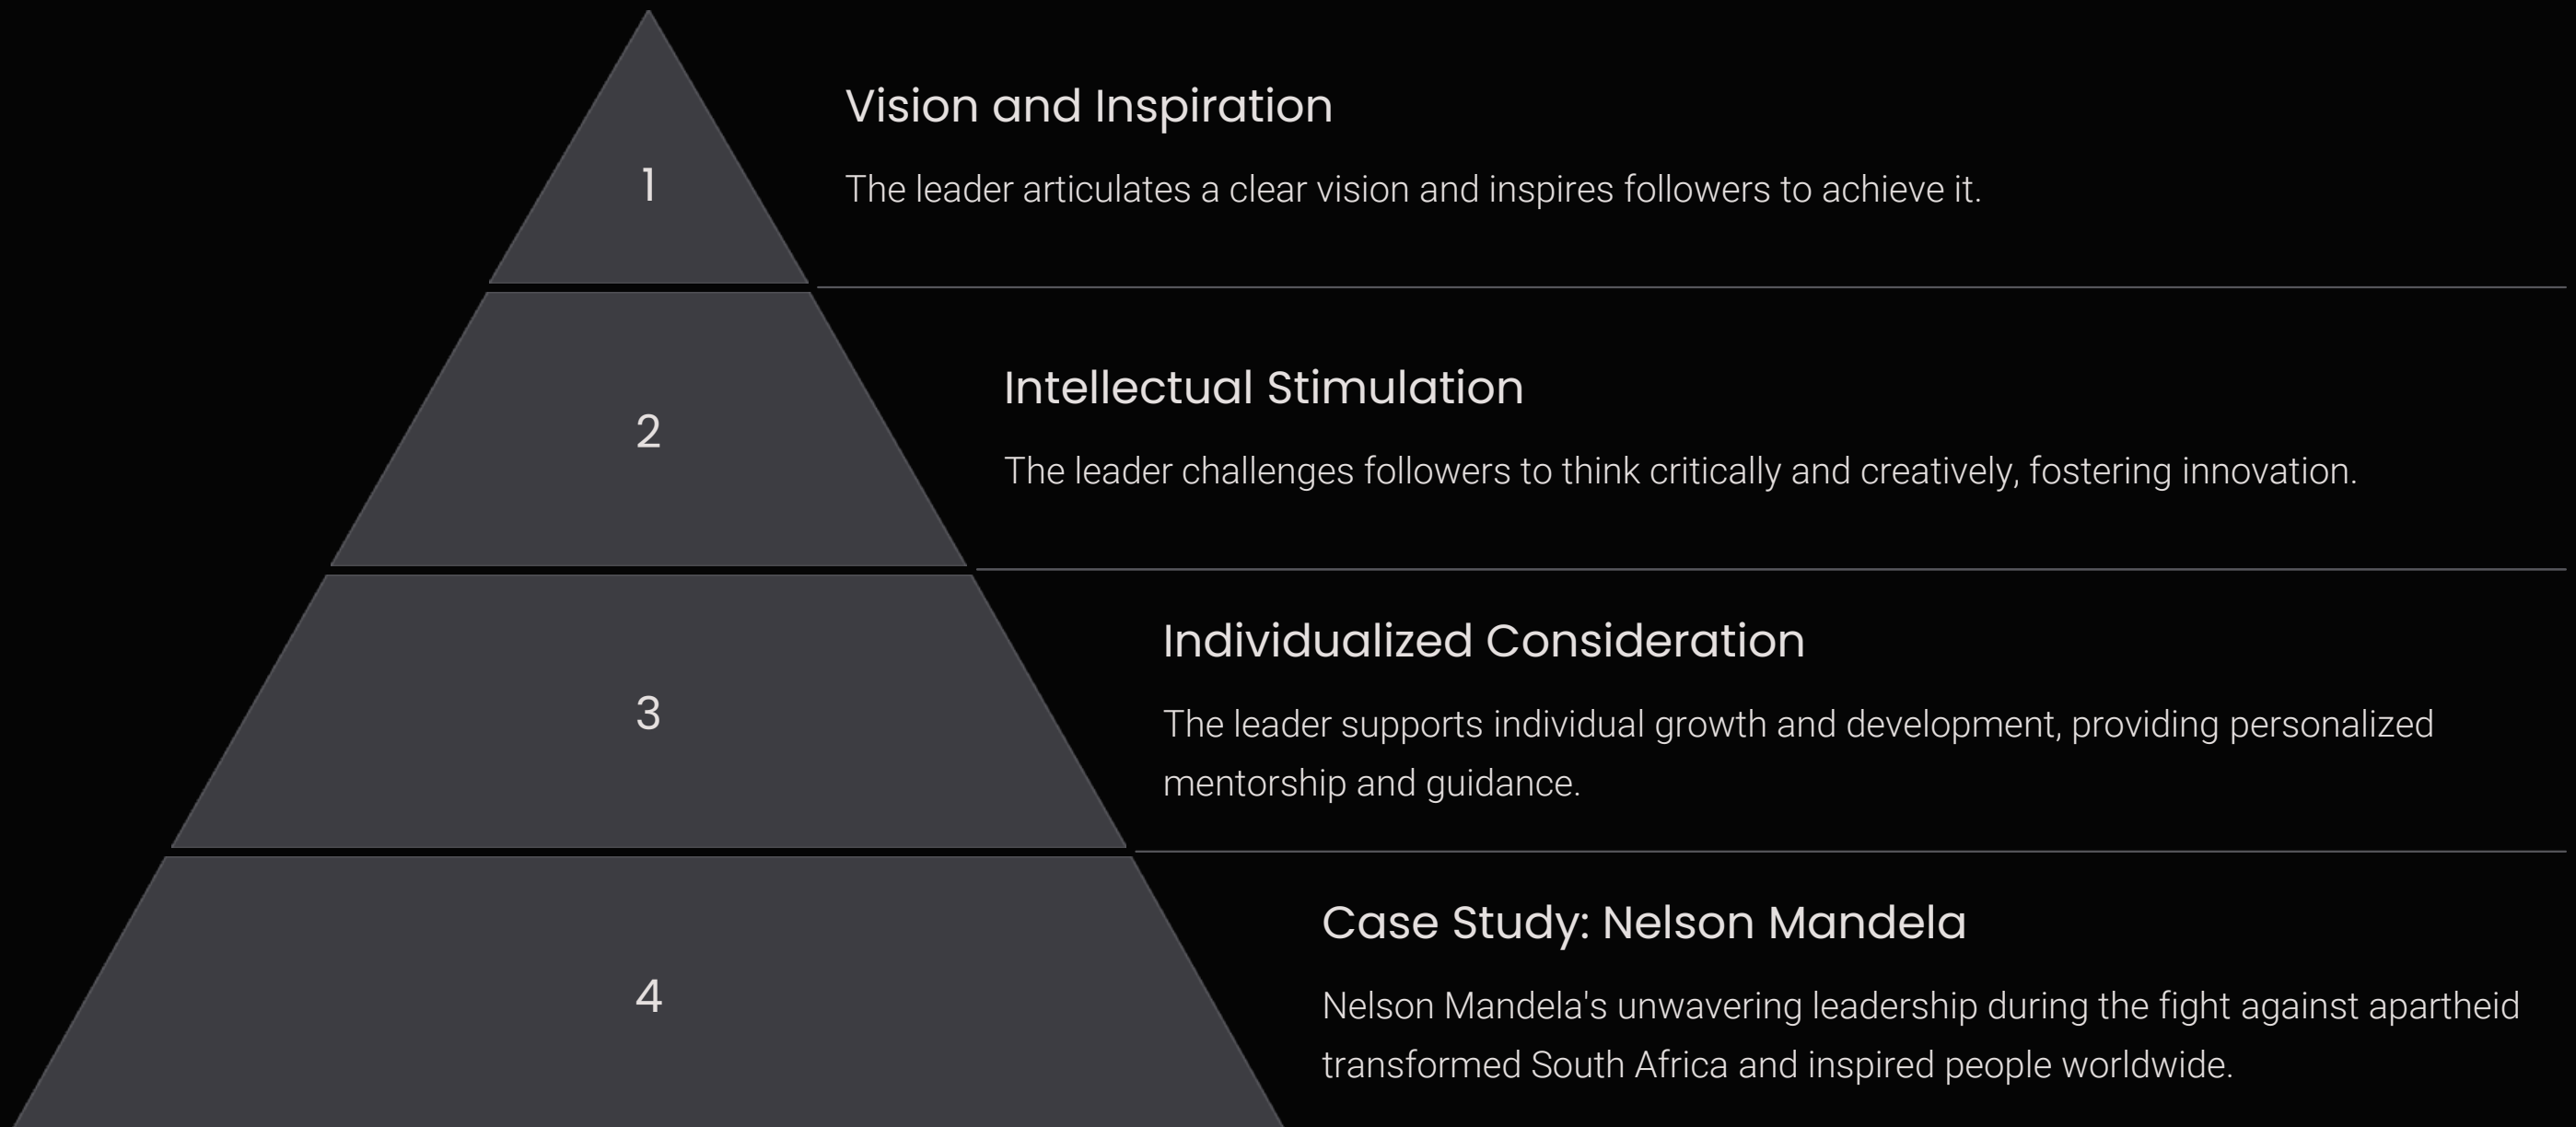 1
Vision and Inspiration
The leader articulates a clear vision and inspires followers to achieve it.
2
Intellectual Stimulation
The leader challenges followers to think critically and creatively, fostering innovation.
3
Individualized Consideration
The leader supports individual growth and development, providing personalized
mentorship and guidance.
4
Case Study: Nelson Mandela
Nelson Mandela's unwavering leadership during the fight against apartheid
transformed South Africa and inspired people worldwide.